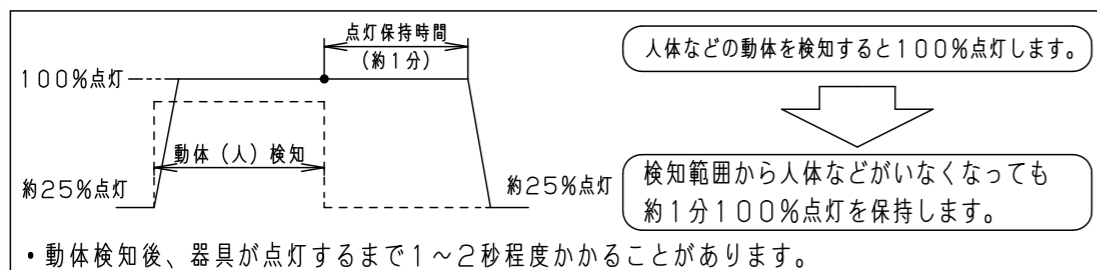 点灯保持時間
(約1分)
100%点灯
動体(人)検知
約25%点灯
約25%点灯
人体などの動体を検知すると100%点灯します。
検知範囲から人体などがいなくなっても
約1分100%点灯を保持します。
・動体検知後、器具が点灯するまで1~2秒程度かかることがあります。